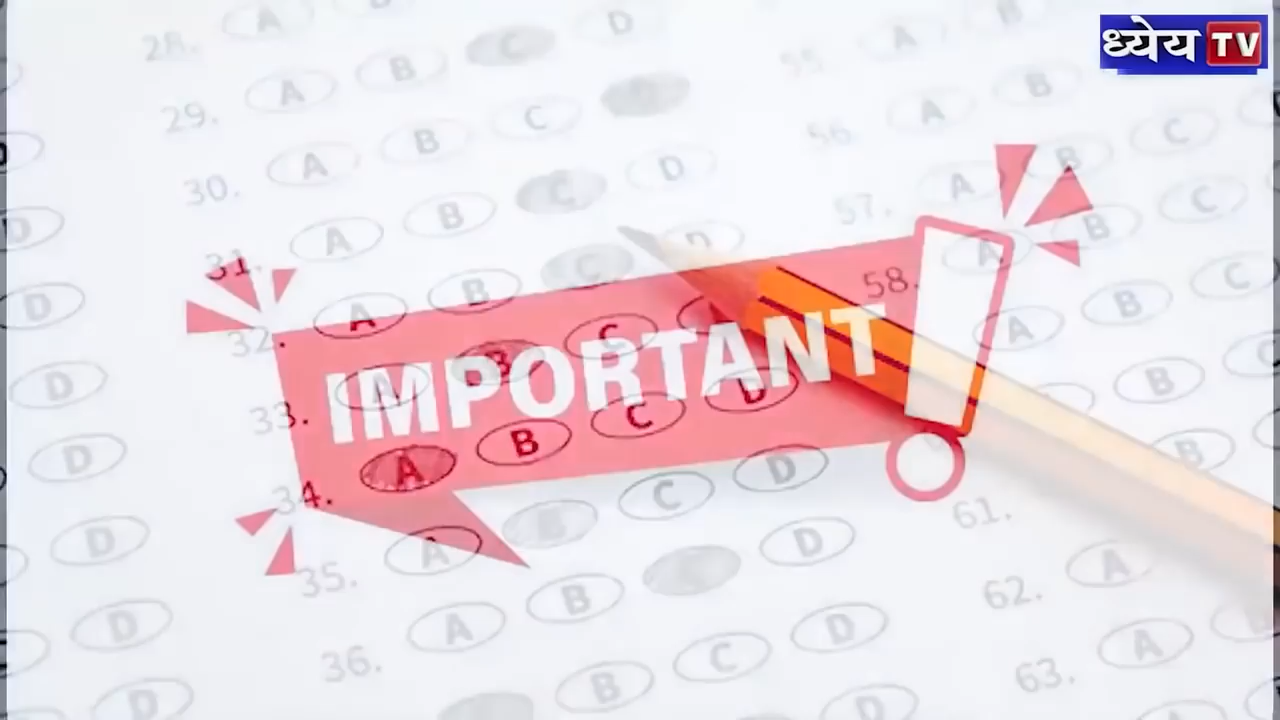 ध्येय TV
28. A
29. A B C D
30. A B C
31. A B C D
32. A B C D
33. A B C
34. A B C D
35. A B C D
36. A B D
B C D
D
D
D
D
D
D
D
D
D
IMPORTANT
55. A B
56. A B
57. A B C
58. A B C
A B C
B C
B
61.
62. A
63. A